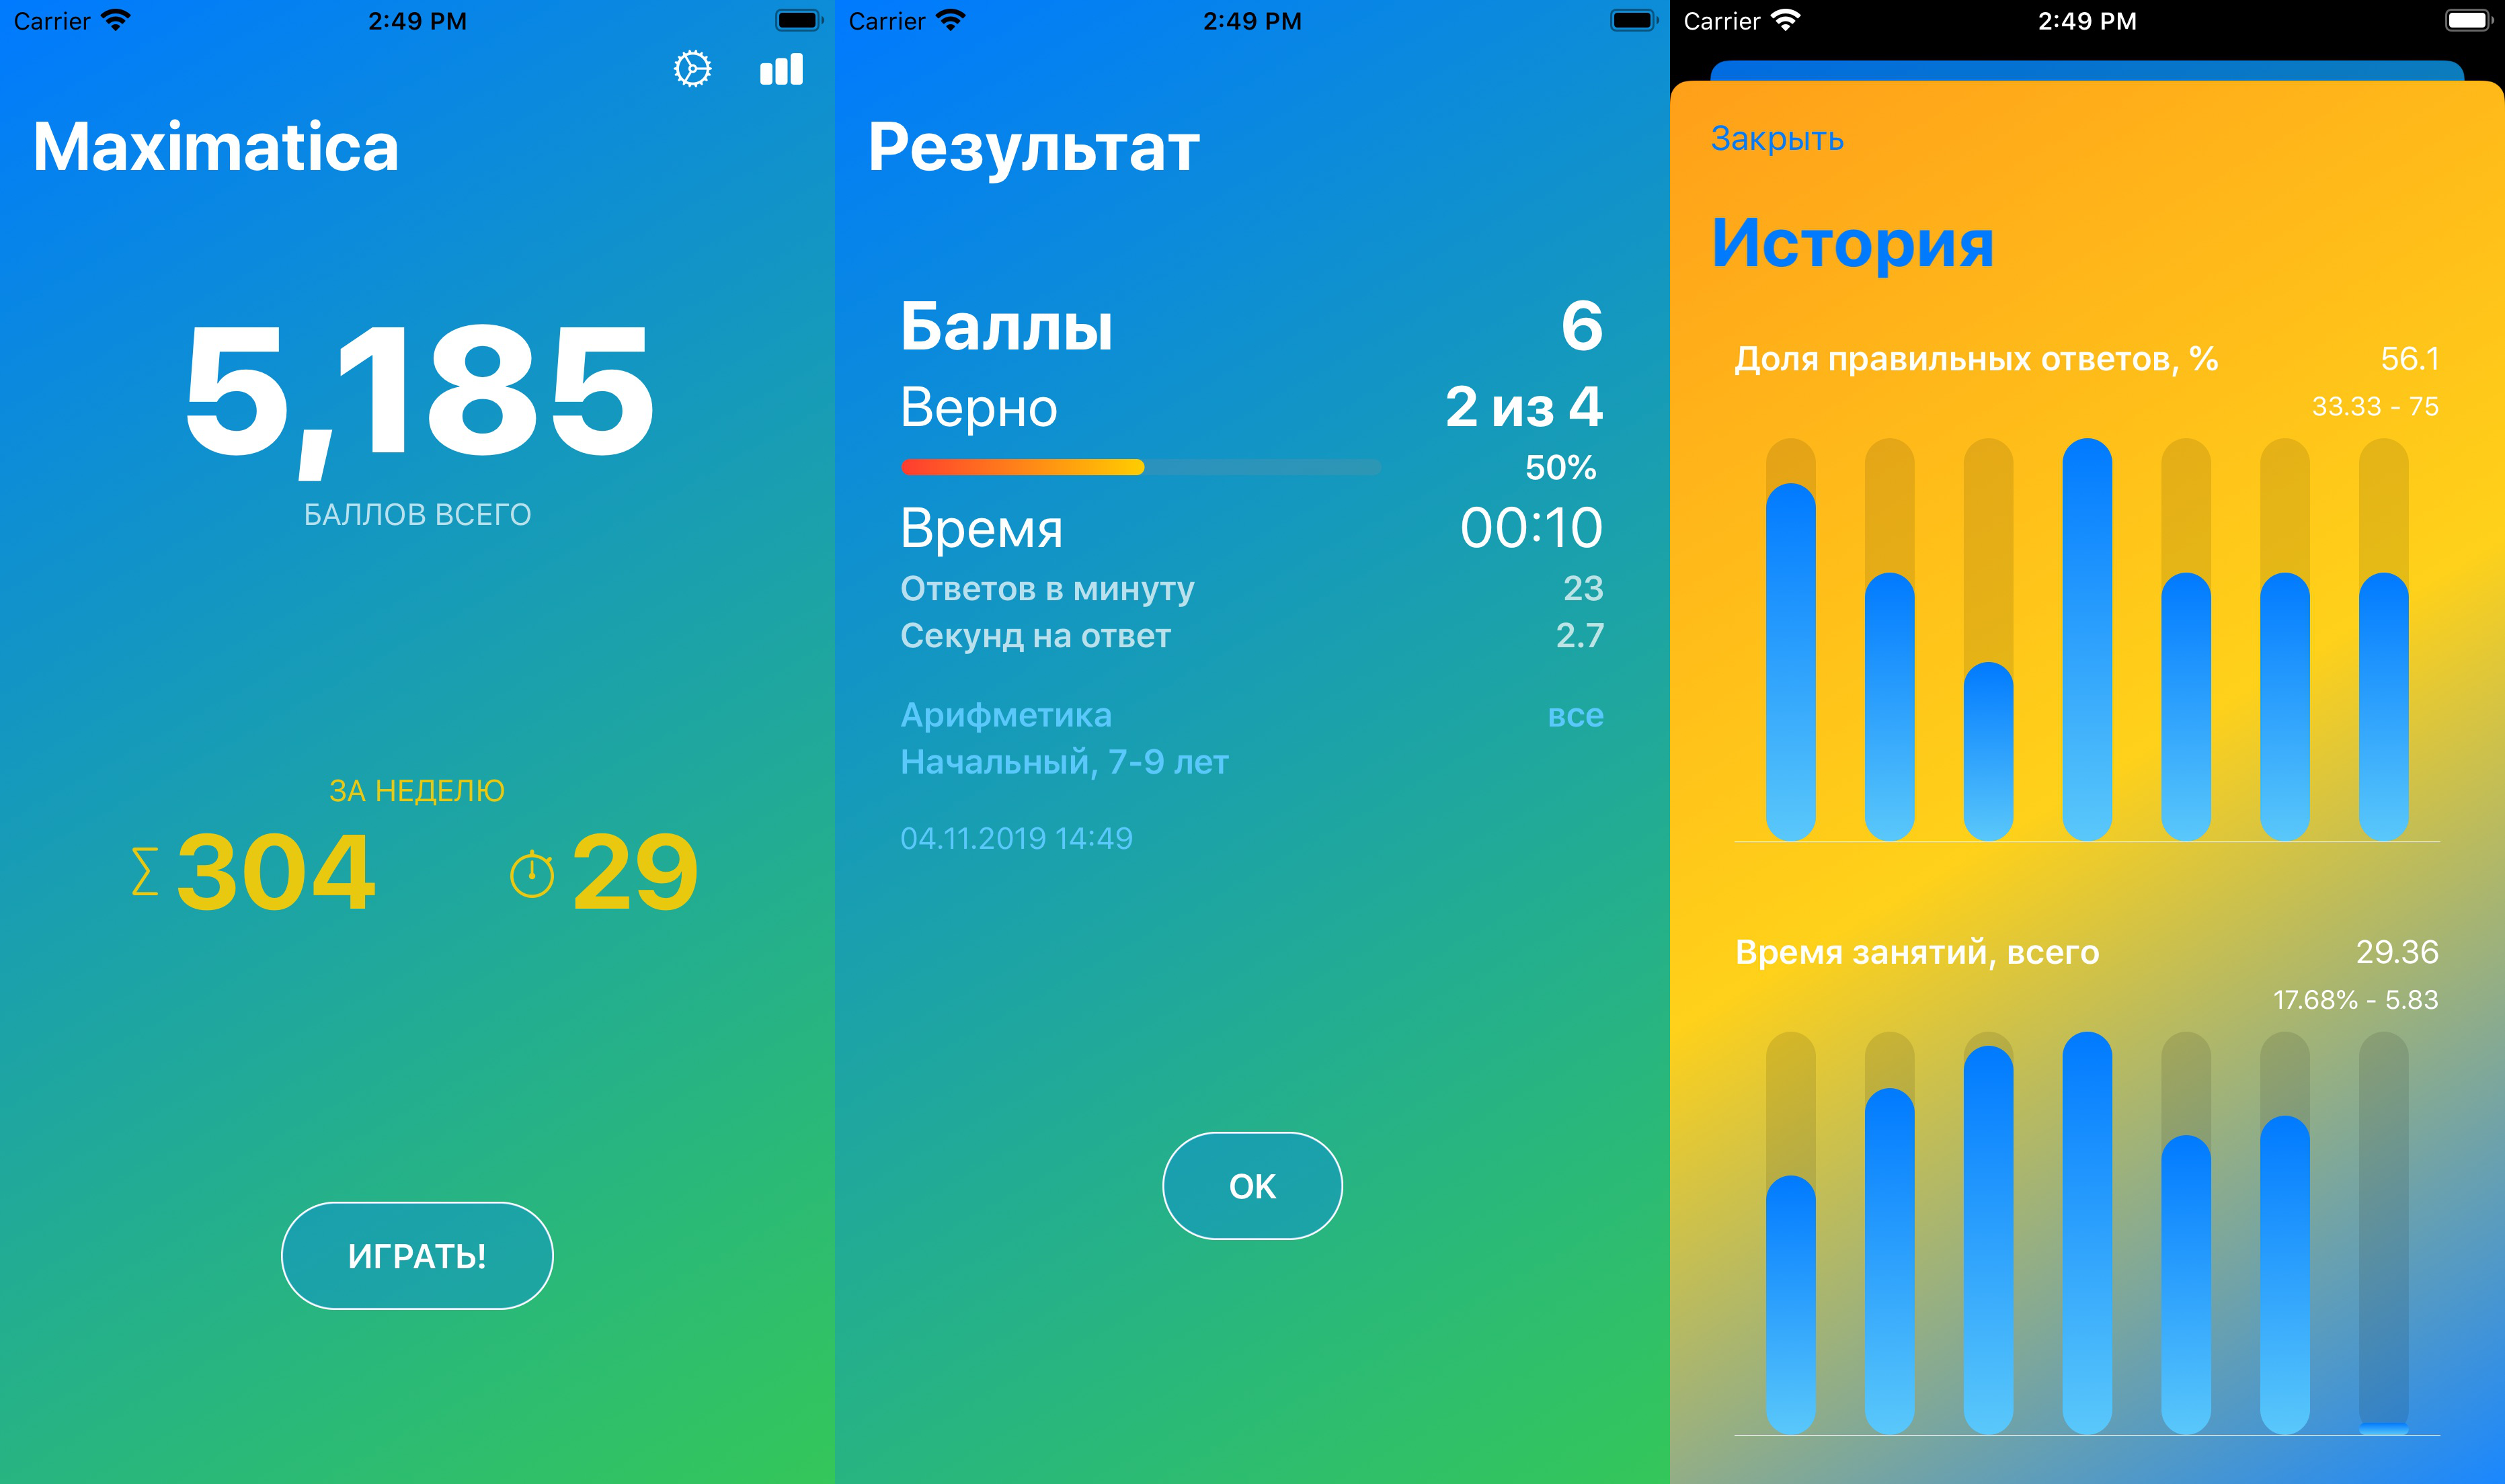 Carrier 2:49 PM
Maximatica
5,185
БАЛЛОВ ВСЕГО
ЗА НЕДЕЛЮ
∑ 304 29
ИГРАТЬ!
Carrier 2:49 PM
Результат
Баллы 6
Верно 2 из 4
50%
Время 00:10
Ответов в минуту 23
Секунд на ответ 2.7
Арифметика все
Начальный, 7-9 лет
04.11.2019 14:49
OK
Carrier 2:49 PM
Закрыть
История
Доля правильных ответов, % 56.1
33.33 - 75
Время занятий, всего 29.36
17.68% - 5.83